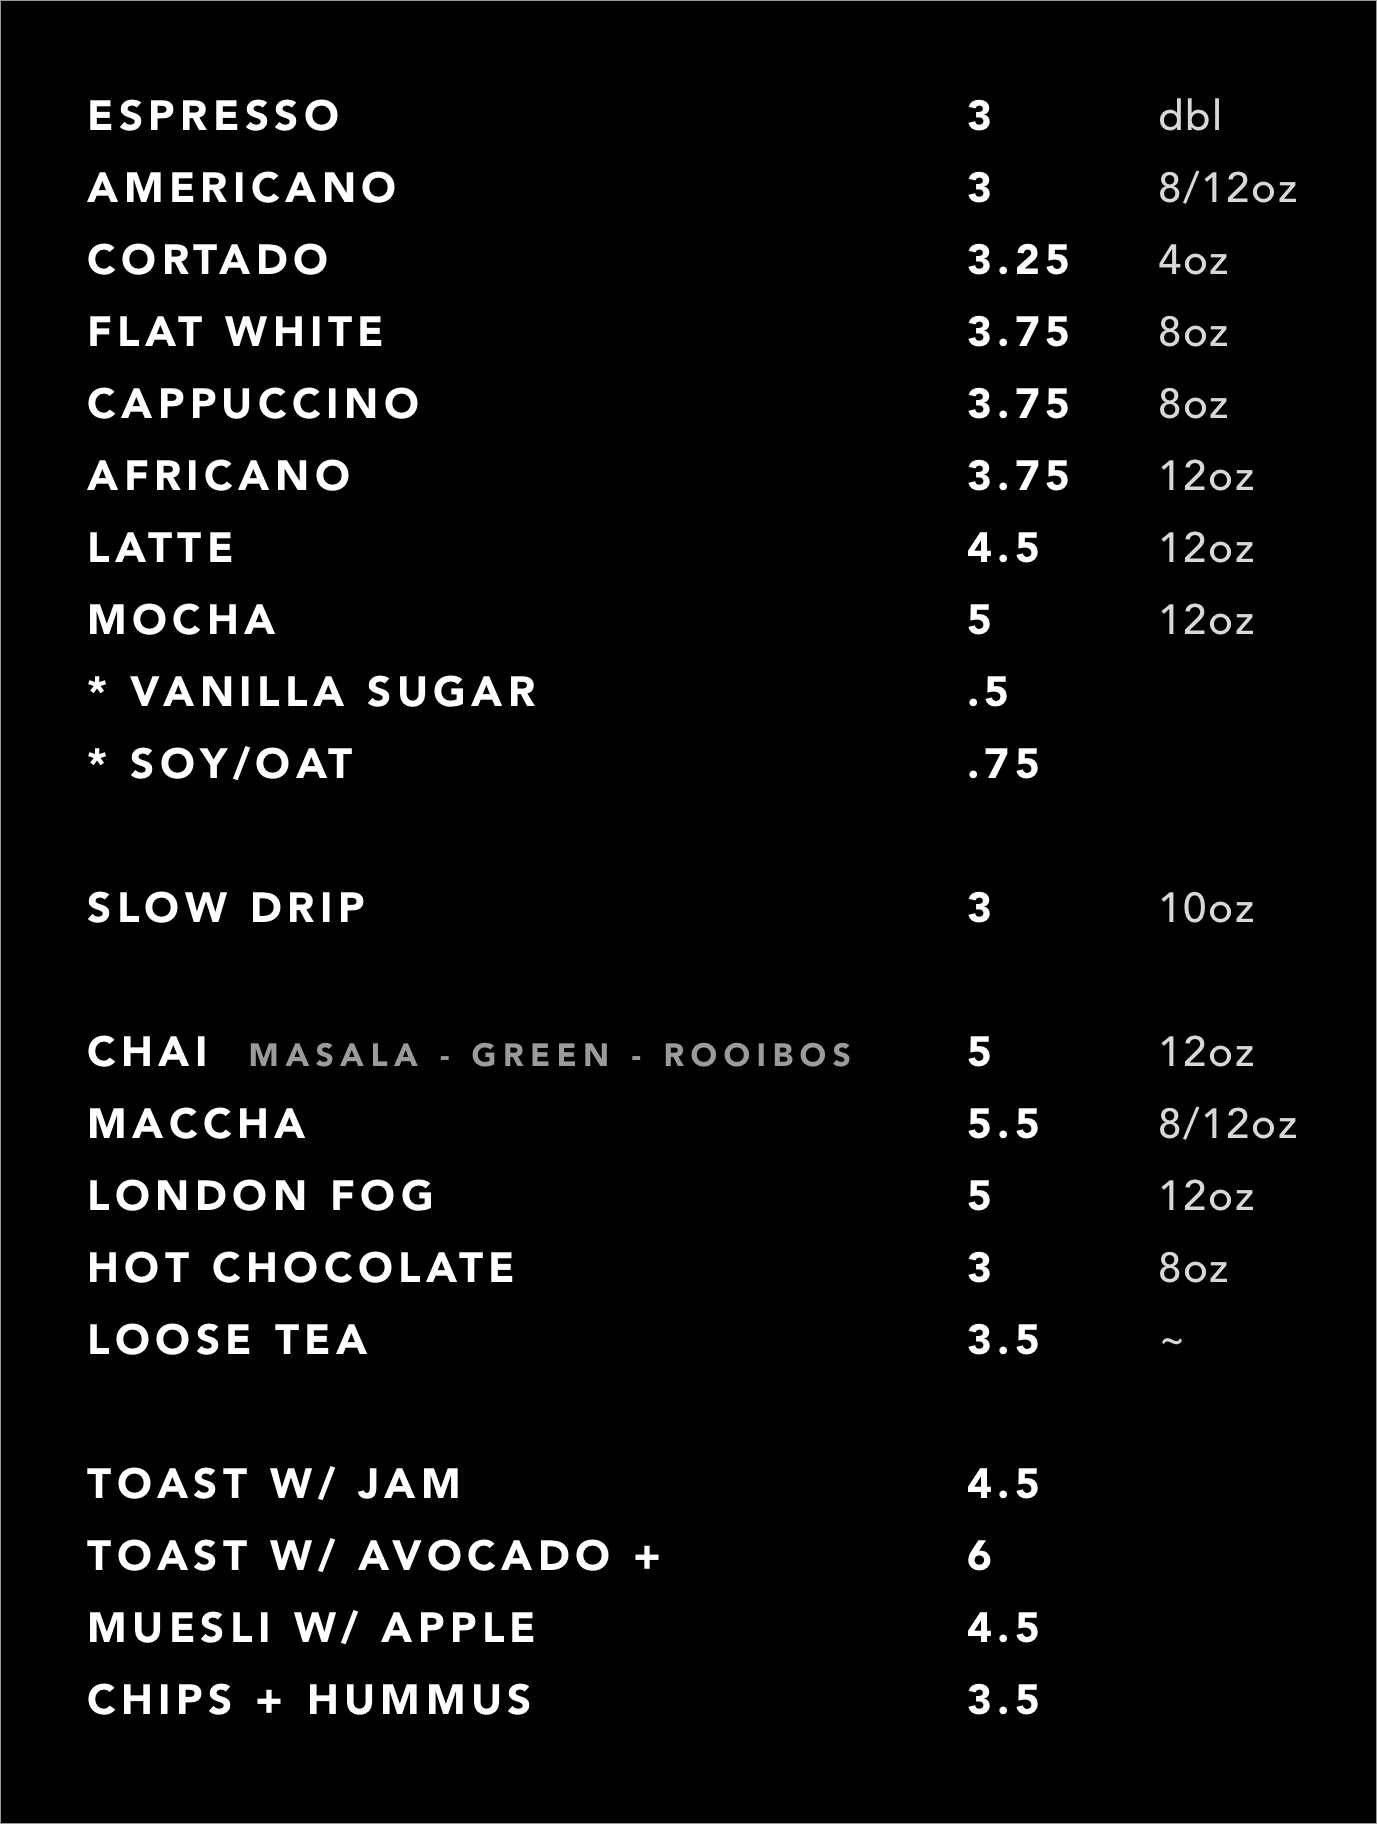 ESPRESSO 3 dbl
AMERICANO 3 8/12oz
CORTADO 3.25 4oz
FLAT WHITE 3.75 8oz
CAPPUCCINO 3.75 8oz
AFRICANO 3.75 12oz
LATTE 4.5 12oz
MOCHA 5 12oz
* VANILLA SUGAR .5
* SOY/OAT .75
SLOW DRIP 3 10oz
CHAI MASALA - GREEN - ROOIBOS 5 12oz
MACCHA 5.5 8/12oz
LONDON FOG 5 12oz
HOT CHOCOLATE 3 8oz
LOOSE TEA 3.5 ~
TOAST W/ JAM 4.5
TOAST W/ AVOCADO + 6
MUESLI W/ APPLE 4.5
CHIPS + HUMMUS 3.5